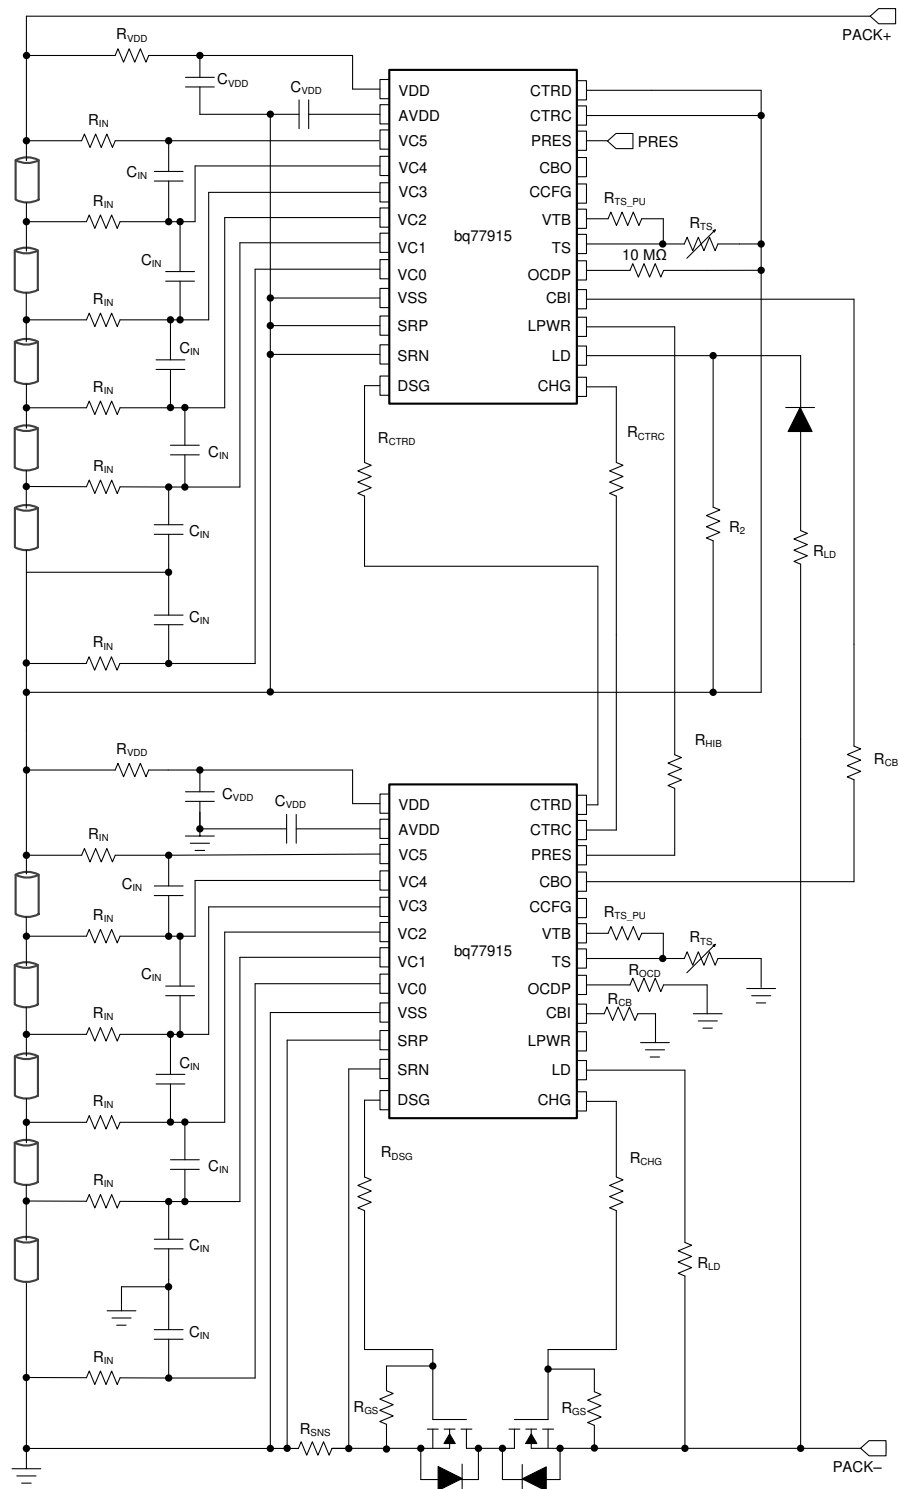 PACK+
RVDD
CVDD
CVDD
RIN
CIN
RIN
CIN
RIN
CIN
RIN
CIN
RIN
CIN
CIN
RIN
VDD
AVDD
VC5
VC4
VC3
VC2
VC1
VC0
VSS
SRP
SRN
DSG
bq77915
CTRD
CTRC
PRES
CBO
CCFG
VTB
TS
OCDP
CBI
LPWR
LD
CHG
PRES
RTS_PU
RTS
10 MΩ
RCTRD
RCTRC
R2
RLD
RHIB
RCB
RVDD
CVDD
CVDD
RIN
CIN
RIN
CIN
RIN
CIN
RIN
CIN
RIN
CIN
CIN
RIN
VDD
AVDD
VC5
VC4
VC3
VC2
VC1
VC0
VSS
SRP
SRN
DSG
bq77915
CTRD
CTRC
PRES
CBO
CCFG
VTB
TS
OCDP
CBI
LPWR
LD
CHG
RTS_PU
RTS
ROCD
RCB
RDSG
RCHG
RLD
RGS
RGS
RSNS
PACK–